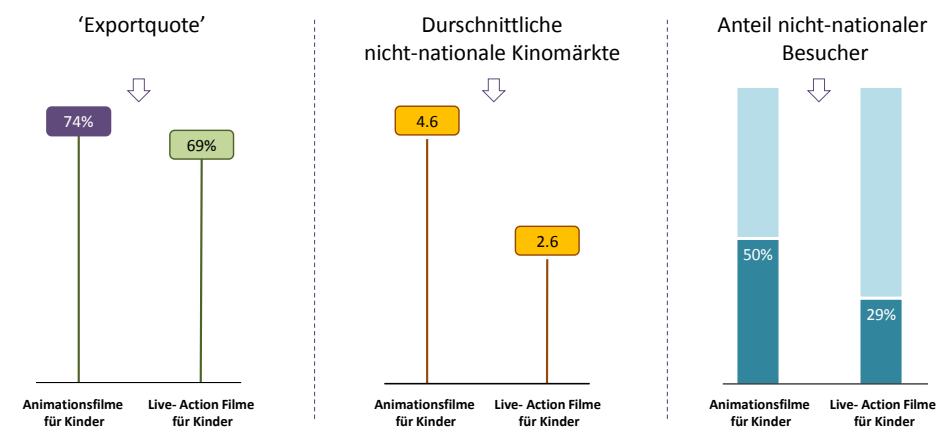 ‘Exportquote’
74%
69%
Animationsfilme
für Kinder
Live- Action Filme
für Kinder
Durschnittliche
nicht-nationale Kinomärkte
4.6
2.6
Animationsfilme
für Kinder
Live- Action Filme
für Kinder
Anteil nicht-nationaler
Besucher
50%
29%
Animationsfilme
für Kinder
Live- Action Filme
für Kinder